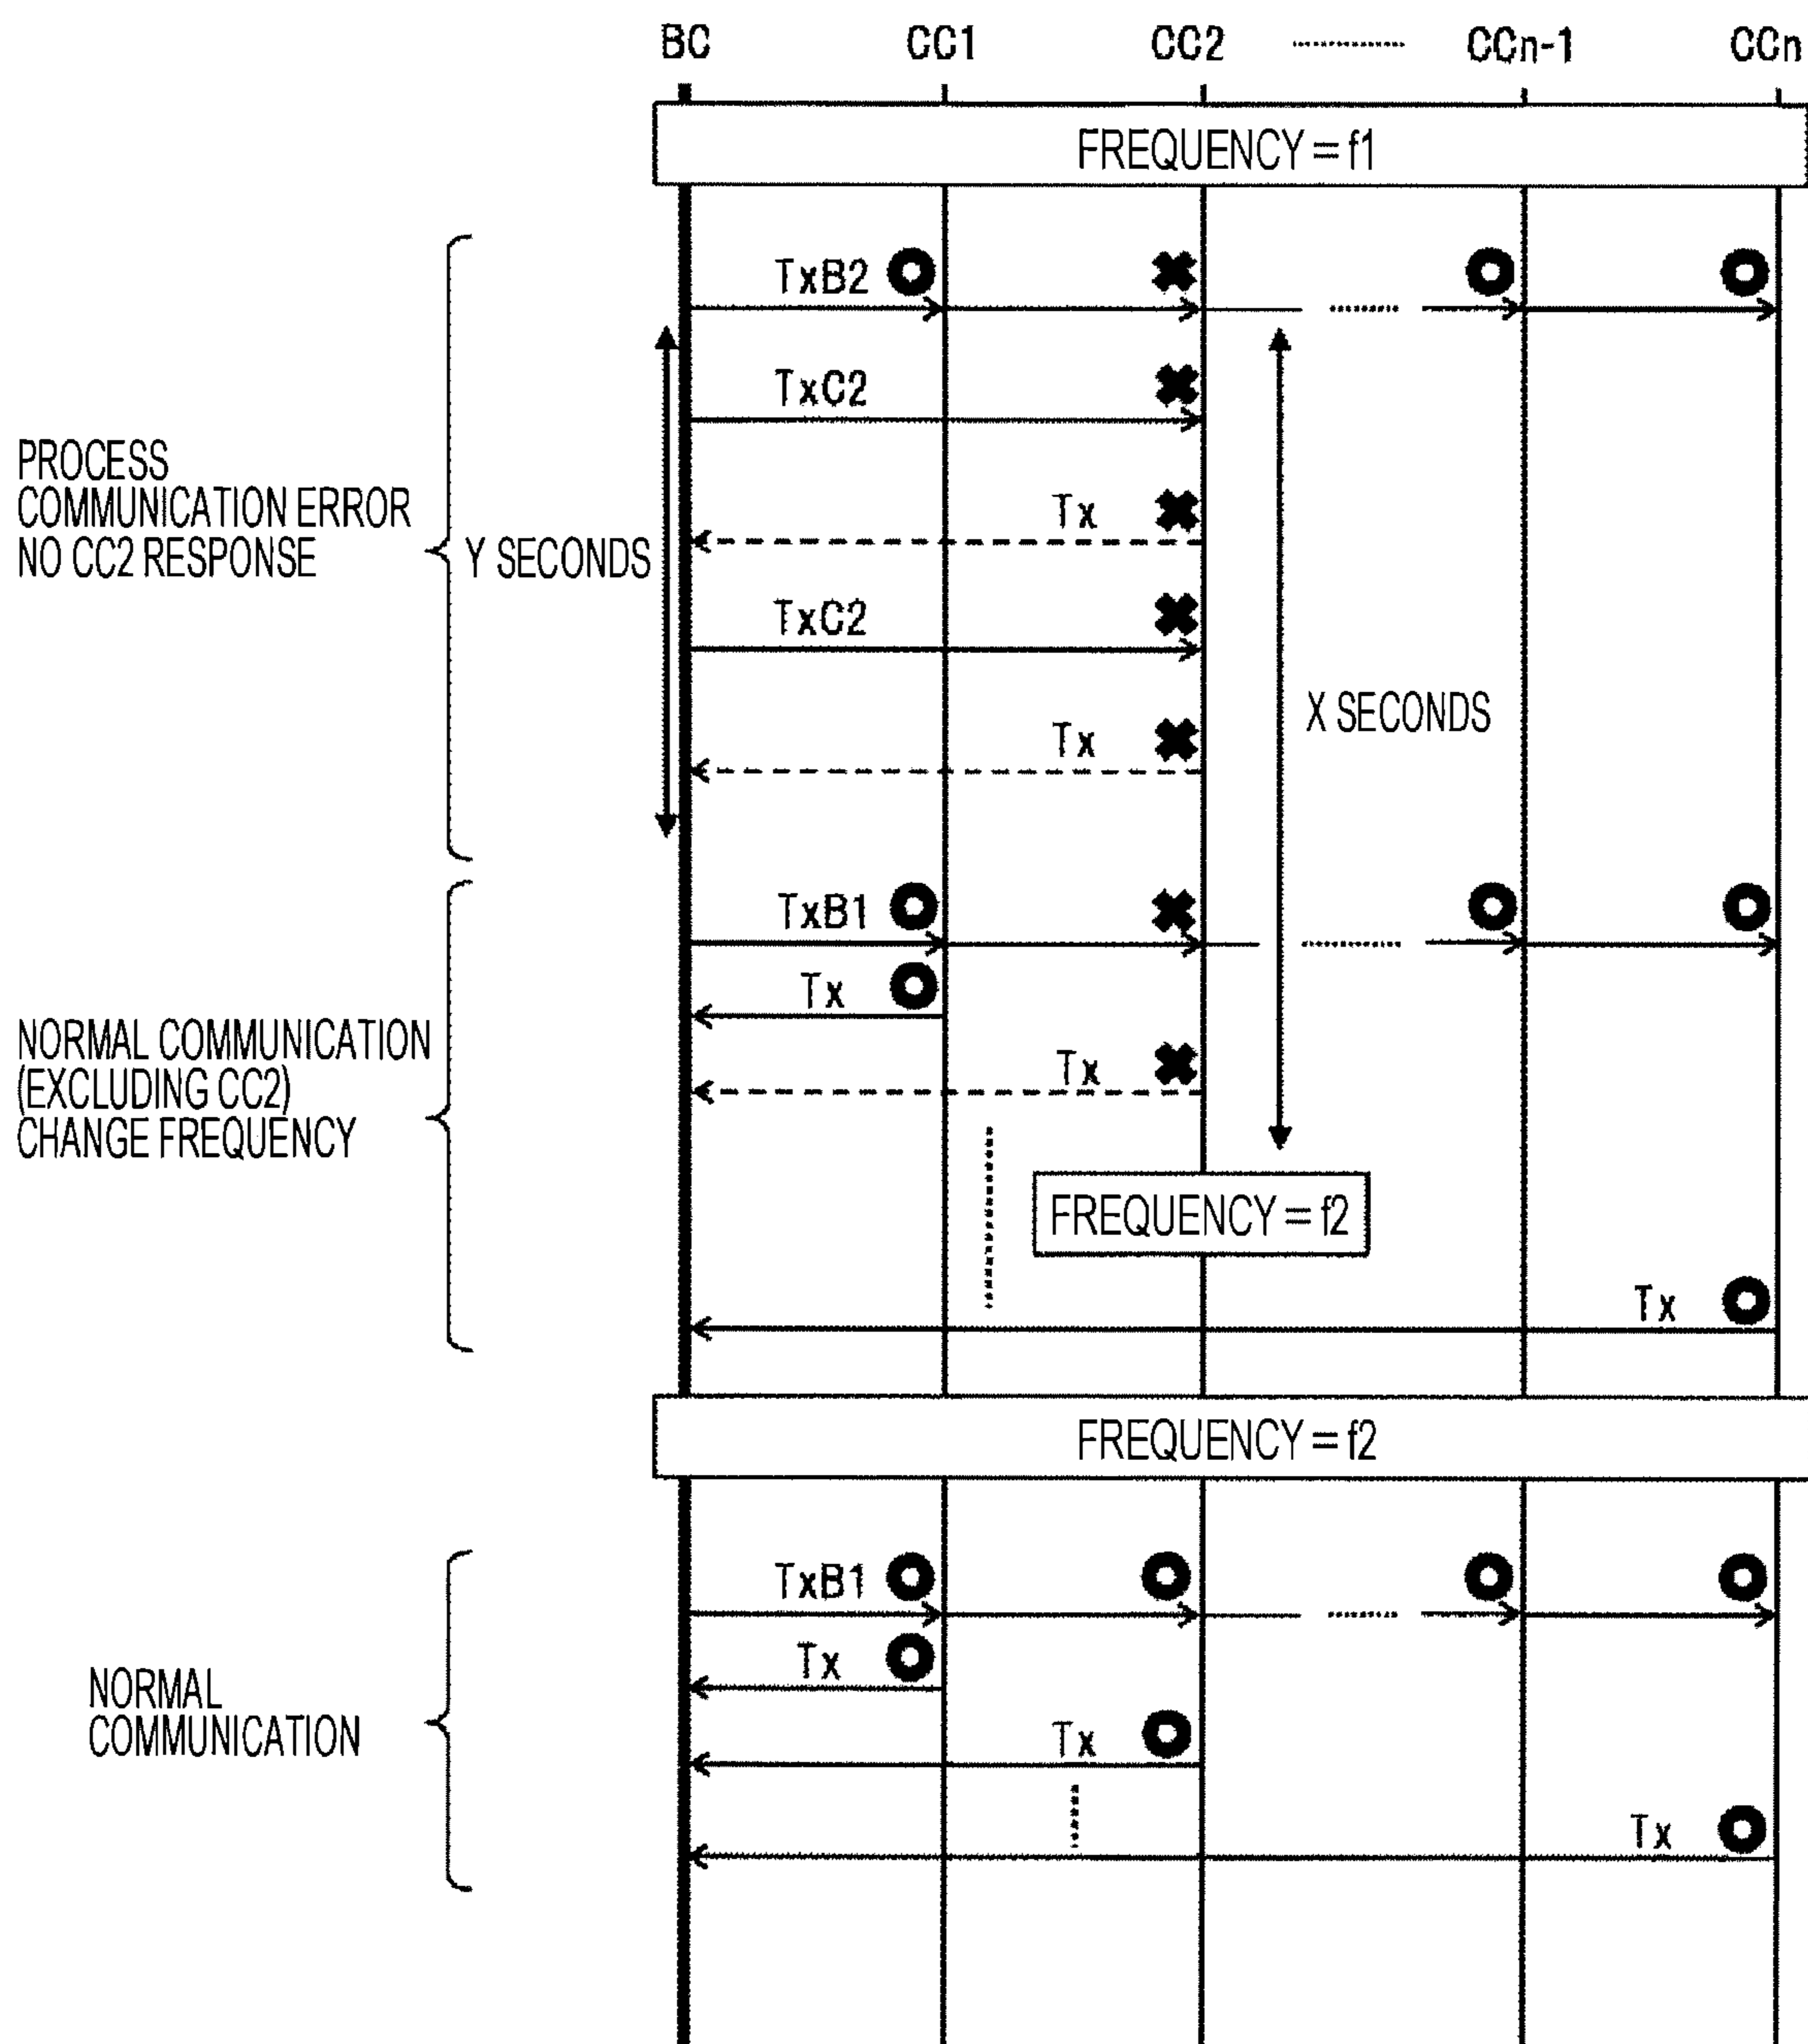 BC CC1 CC2 CCn-1 CCn
FREQUENCY = f1
TxB2
TxC2
Tx
PROCESS
COMMUNICATION ERROR
NO CC2 RESPONSE
Y SECONDS
TxC2
X SECONDS
Tx
TxB1
Tx
Tx
NORMAL COMMUNICATION
(EXCLUDING CC2)
CHANGE FREQUENCY
FREQUENCY = f2
Tx
FREQUENCY = f2
TxB1
Tx
NORMAL
COMMUNICATION
Tx
Tx